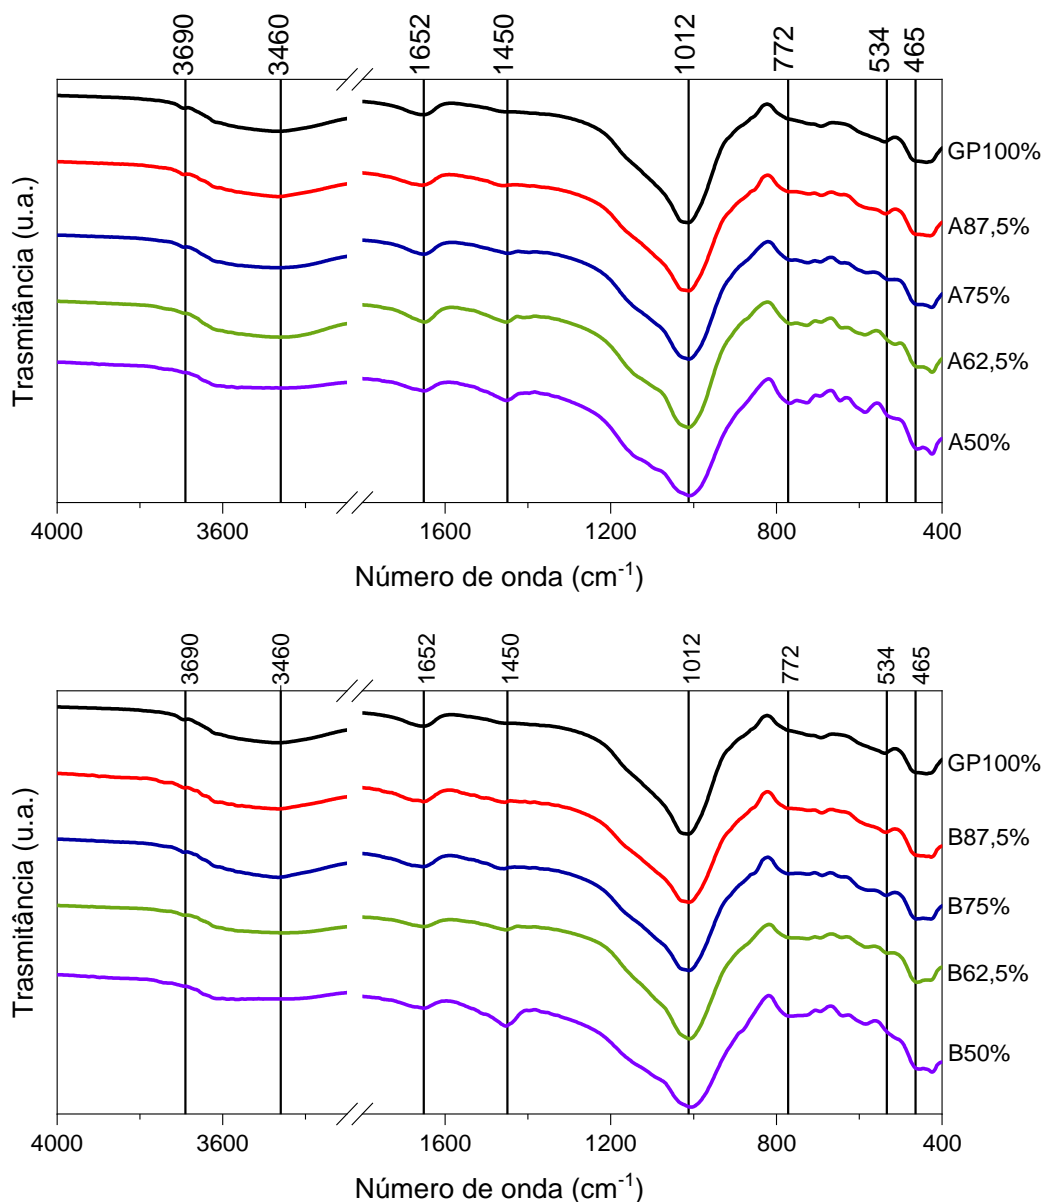 3690 3460 1652 1450 1012 772 534 465
GP100%
A87,5%
A75%
A62,5%
A50%
Trasmitância (u.a.)
4000 3600 1600 1200 800 400
Número de onda (cm⁻¹)
3690 3460 1652 1450 1012 772 534 465
GP100%
B87,5%
B75%
B62,5%
B50%
Trasmitância (u.a.)
4000 3600 1600 1200 800 400
Número de onda (cm⁻¹)